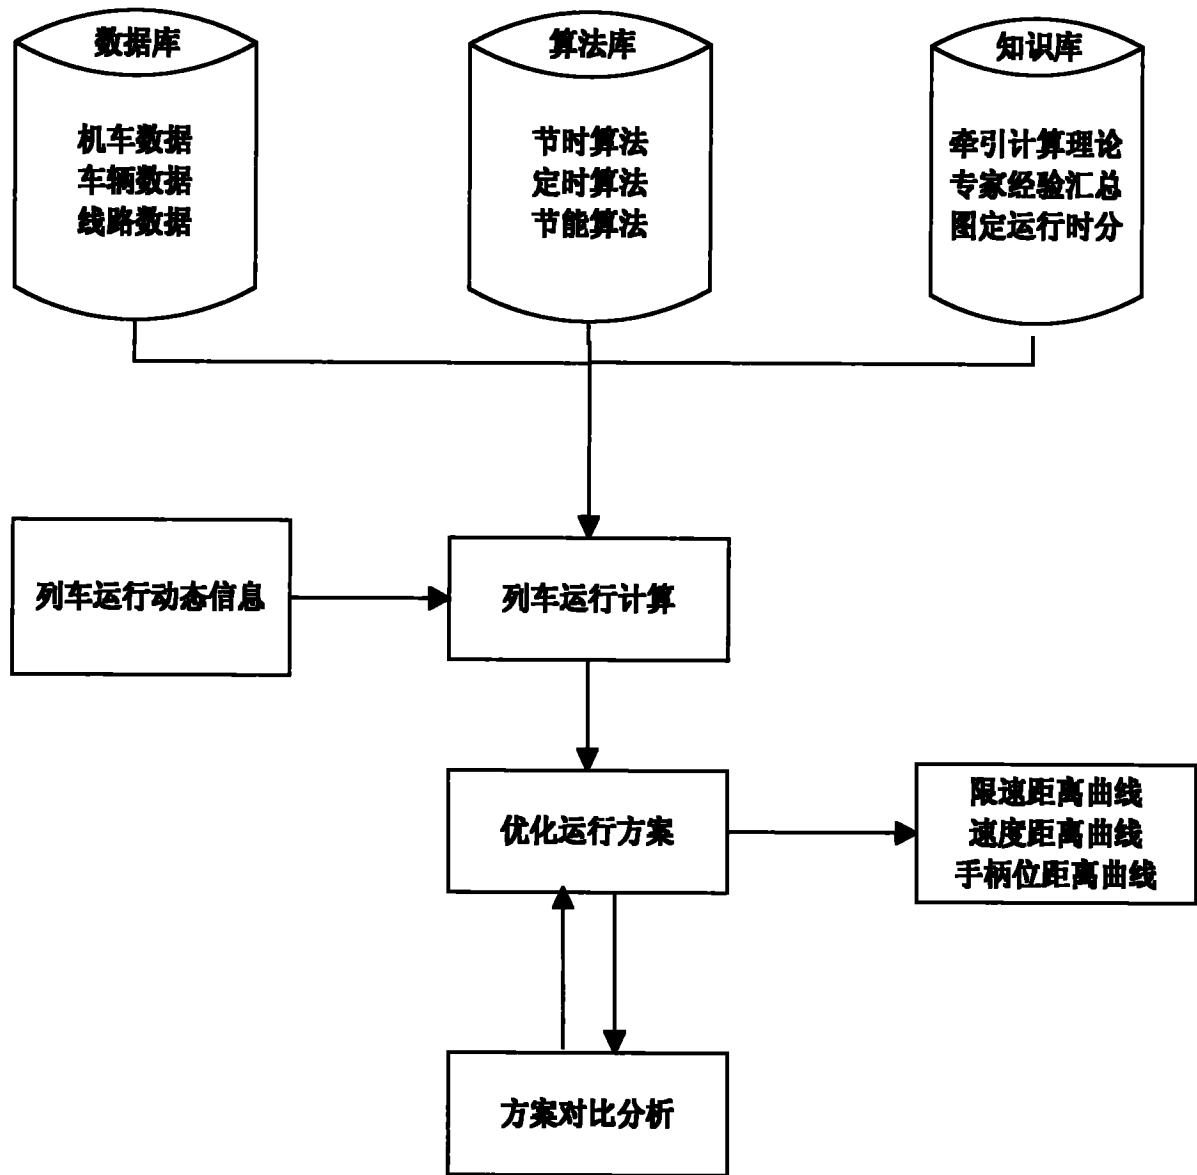 数据库
机车数据
车辆数据
线路数据
算法库
节时算法
定时算法
节能算法
知识库
牵引计算理论
专家经验汇总
图定运行时分
列车运行动态信息
列车运行计算
优化运行方案
限速距离曲线
速度距离曲线
手柄位距离曲线
方案对比分析